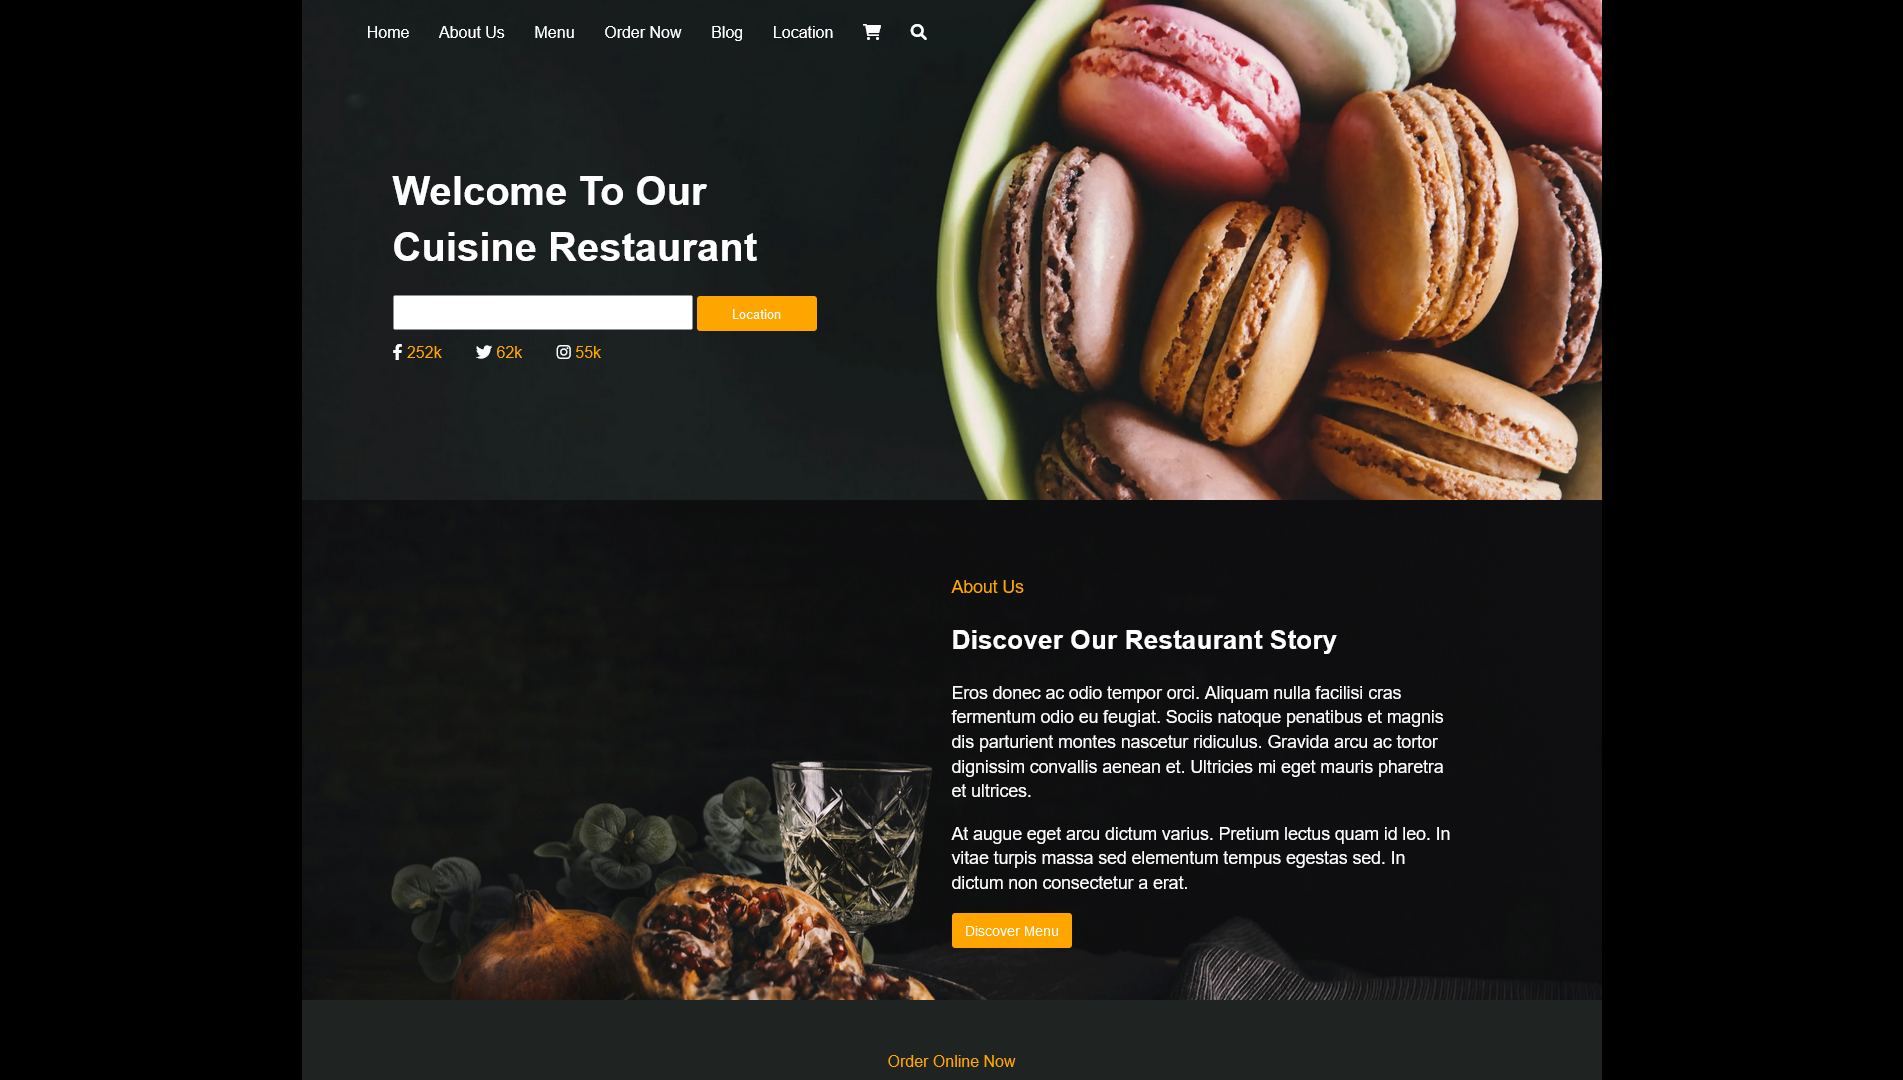 Home About Us Menu Order Now Blog Location
Welcome To Our
Cuisine Restaurant
Location
252k 62k 55k
About Us
Discover Our Restaurant Story
Eros donec ac odio tempor orci. Aliquam nulla facilisi cras
fermentum odio eu feugiat. Sociis natoque penatibus et magnis
dis parturient montes nascetur ridiculus. Gravida arcu ac tortor
dignissim convallis aenean et. Ultricies mi eget mauris pharetra
et ultrices.
At augue eget arcu dictum varius. Pretium lectus quam id leo. In
vitae turpis massa sed elementum tempus egestas sed. In
dictum non consectetur a erat.
Discover Menu
Order Online Now